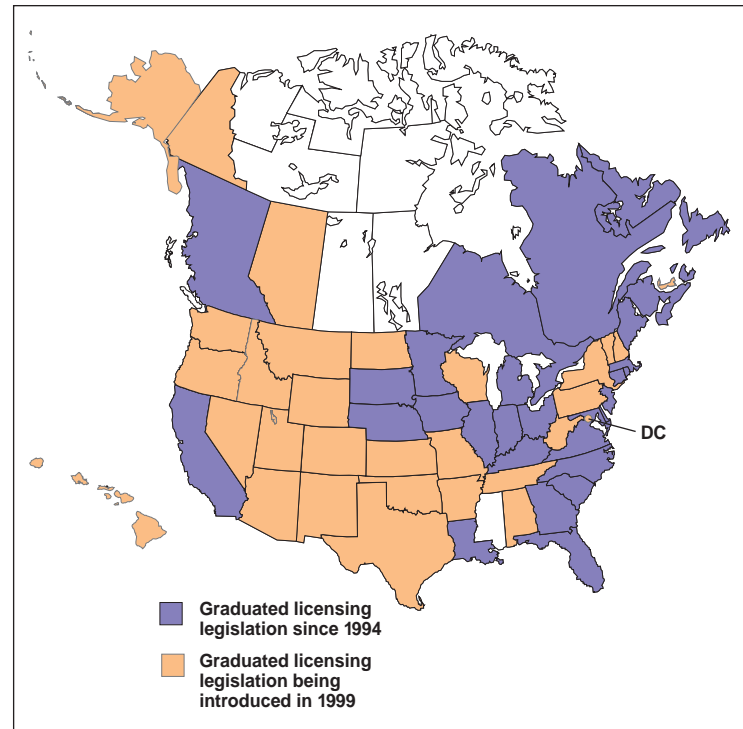 DC
Graduated licensing
legislation since 1994
Graduated licensing
legislation being
introduced in 1999